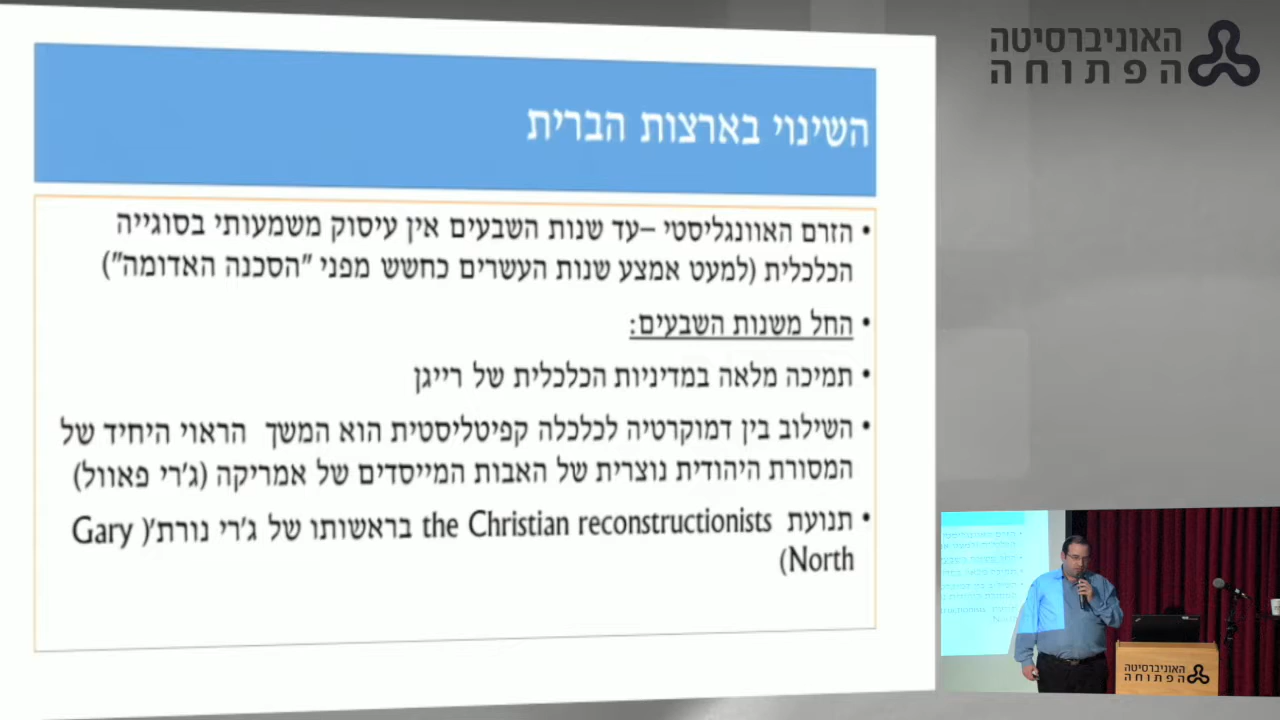 האוניברסיטה
הפתוחה
השינוי בארצות הברית
• הזרם האוונגליסטי –עד שנות השבעים אין עיסוק משמעותי בסוגייה
הכלכלית (למעט אמצע שנות העשרים כחשש מפני "הסכנה האדומה")
• החל משנות השבעים:
• תמיכה מלאה במדיניות הכלכלית של רייגן
• השילוב בין דמוקרטיה לכלכלה קפיטליסטית הוא המשך הראוי היחיד של
המסורת היהודית נוצרית של האבות המייסדים של אמריקה (ג'רי פאוול)
• תנועת the Christian reconstructionists בראשותו של ג'רי נורת'( Gary
North)
האוניברסיטה
הפתוחה